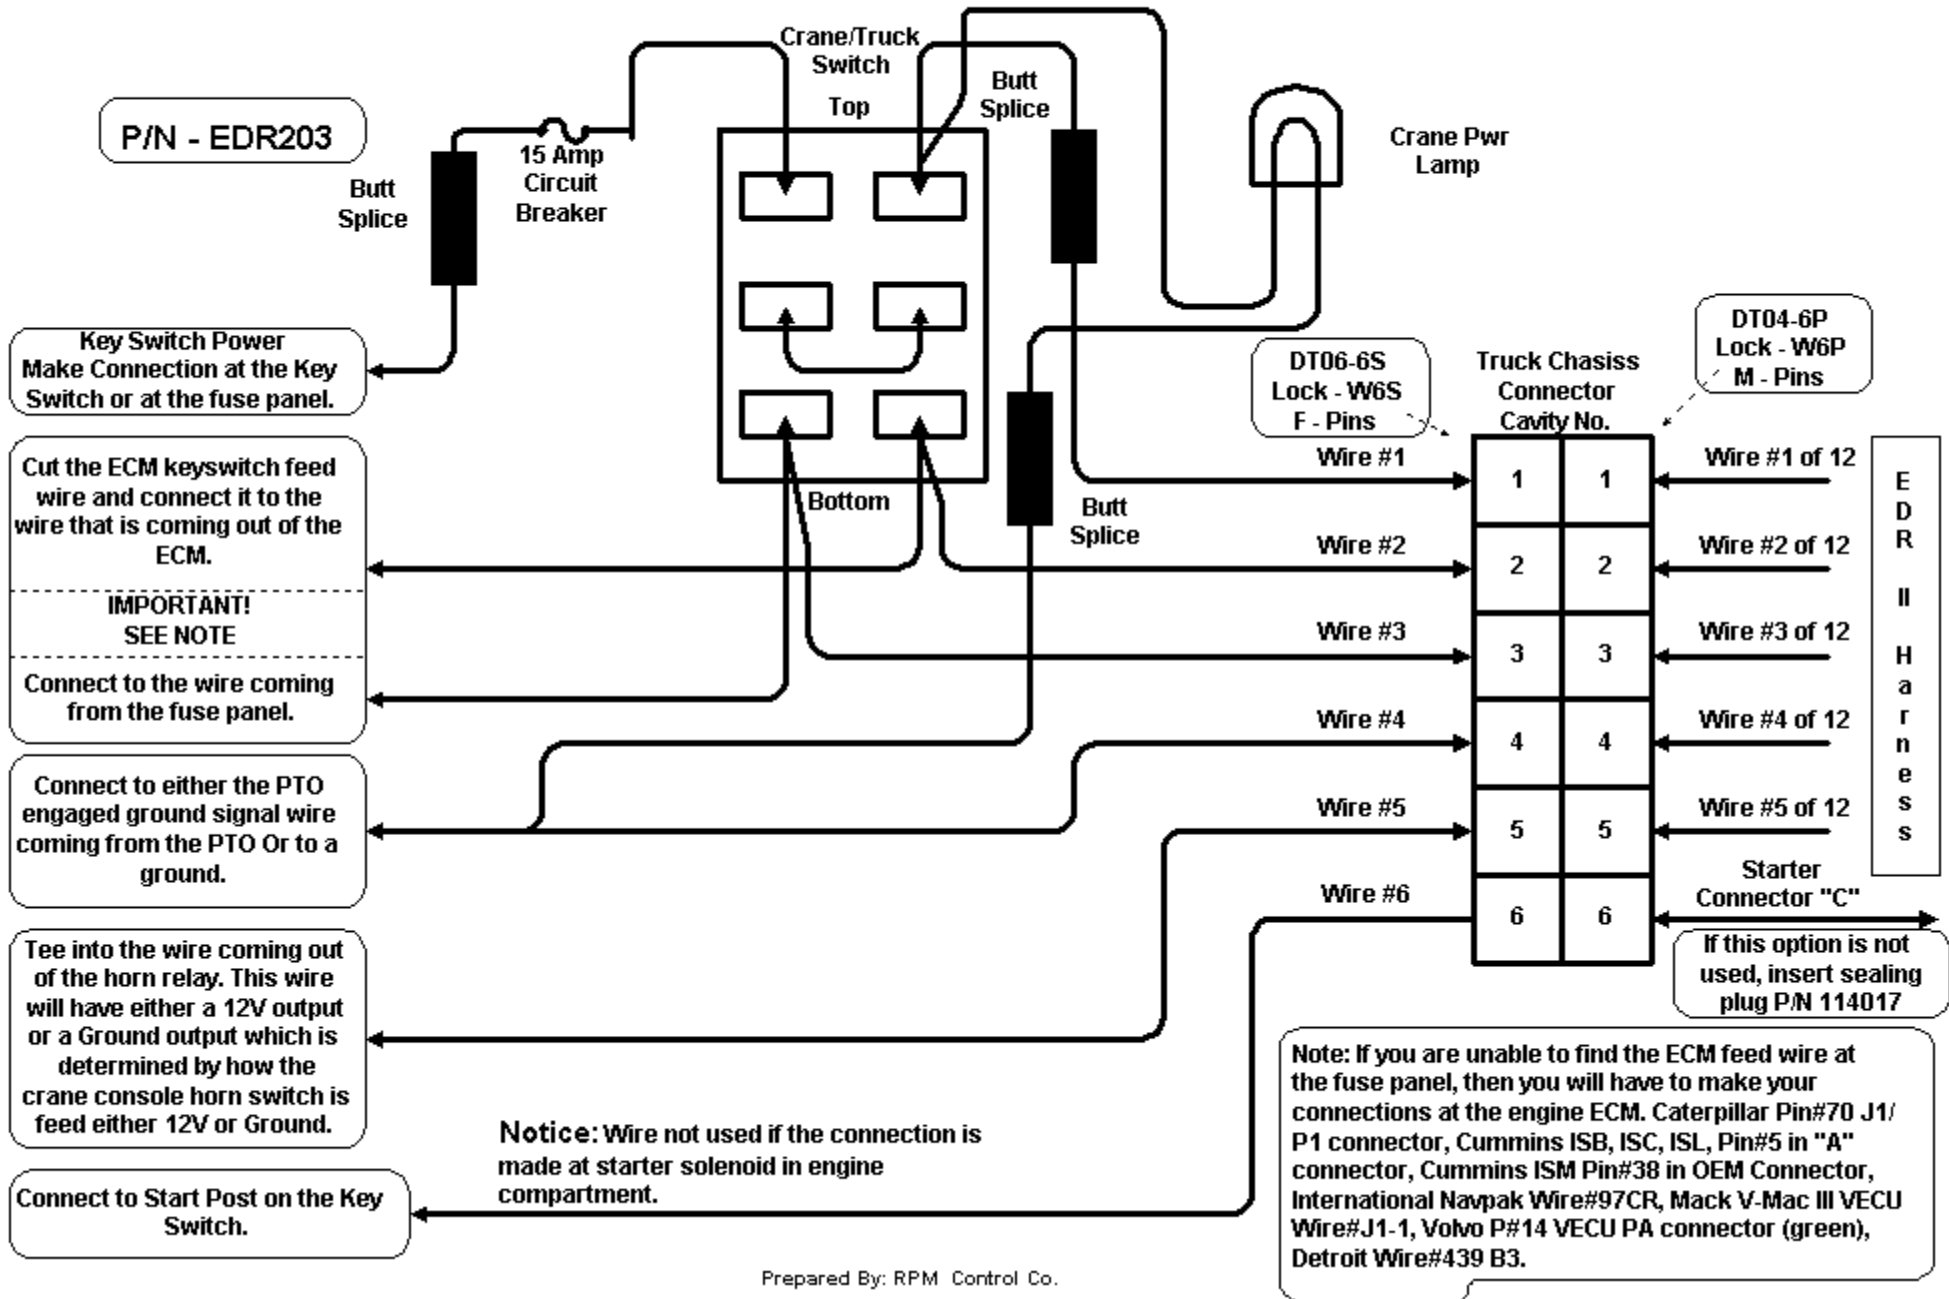 P/N - EDR203
Crane/Truck
Switch
Top
Butt
Splice
15 Amp
Circuit
Breaker
Butt
Splice
Crane Pwr
Lamp
Key Switch Power
Make Connection at the Key
Switch or at the fuse panel.
Cut the ECM keyswitch feed
wire and connect it to the
wire that is coming out of the
ECM.
IMPORTANT!
SEE NOTE
Connect to the wire coming
from the fuse panel.
Connect to either the PTO
engaged ground signal wire
coming from the PTO Or to a
ground.
Tee into the wire coming out
of the horn relay. This wire
will have either a 12V output
or a Ground output which is
determined by how the
crane console horn switch is
feed either 12V or Ground.
Connect to Start Post on the Key
Switch.
Bottom
Butt
Splice
DT06-6S
Lock - W6S
F - Pins
Truck Chasiss
Connector
Cavity No.
DT04-6P
Lock - W6P
M - Pins
Wire #1
1
1
Wire #1 of 12
Wire #2
2
2
Wire #2 of 12
Wire #3
3
3
Wire #3 of 12
Wire #4
4
4
Wire #4 of 12
Wire #5
5
5
Wire #5 of 12
Wire #6
6
6
Starter
Connector "C"
EDR II Harness
If this option is not
used, insert sealing
plug P/N 114017
Notice: Wire not used if the connection is
made at starter solenoid in engine
compartment.
Note: If you are unable to find the ECM feed wire at
the fuse panel, then you will have to make your
connections at the engine ECM. Caterpillar Pin#70 J1/
P1 connector, Cummins ISB, ISC, ISL, Pin#5 in "A"
connector, Cummins ISM Pin#38 in OEM Connector,
International Navpak Wire#97CR, Mack V-Mac III VECU
Wire#J1-1, Volvo P#14 VECU PA connector (green),
Detroit Wire#439 B3.
Prepared By: RPM Control Co.